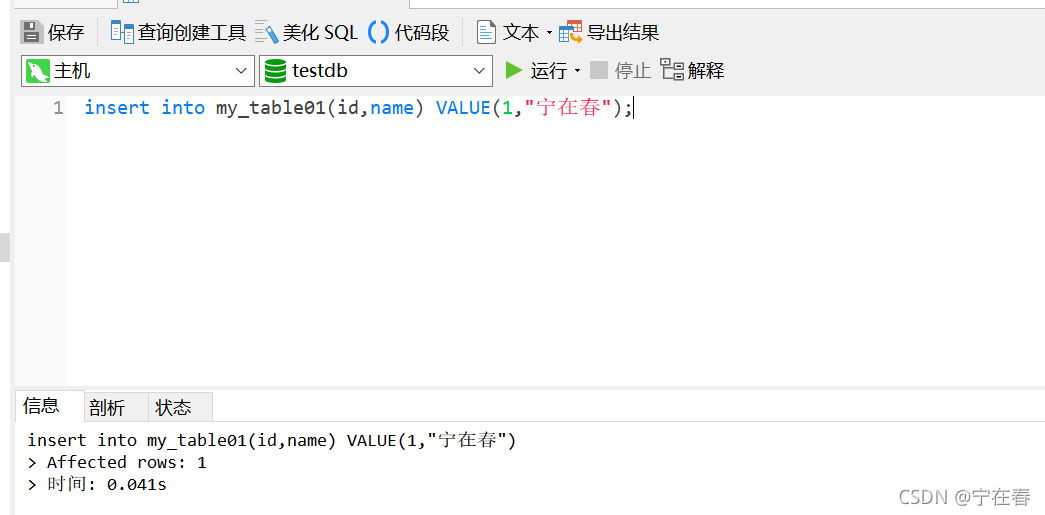 保存 查询创建工具 美化 SQL 代码段 文本 导出结果
主机 testdb 运行 停止 解释
1 insert into my_table01(id,name) VALUE(1,"宁在春");
信息 剖析 状态
insert into my_table01(id,name) VALUE(1,"宁在春")
> Affected rows: 1
> 时间: 0.041s
CSDN @宁在春